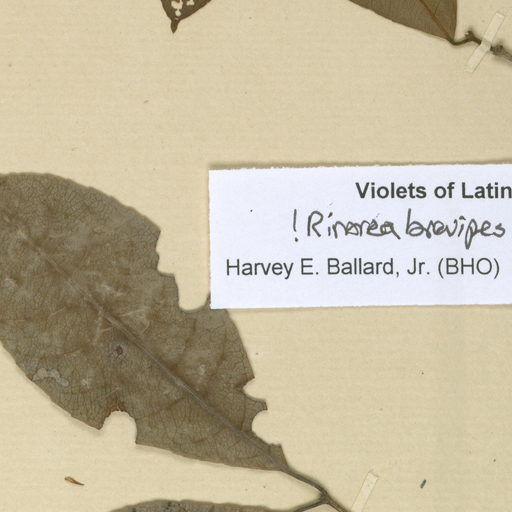 Violets of Latin
! Rinorea brevipes
Harvey E. Ballard, Jr. (BHO)